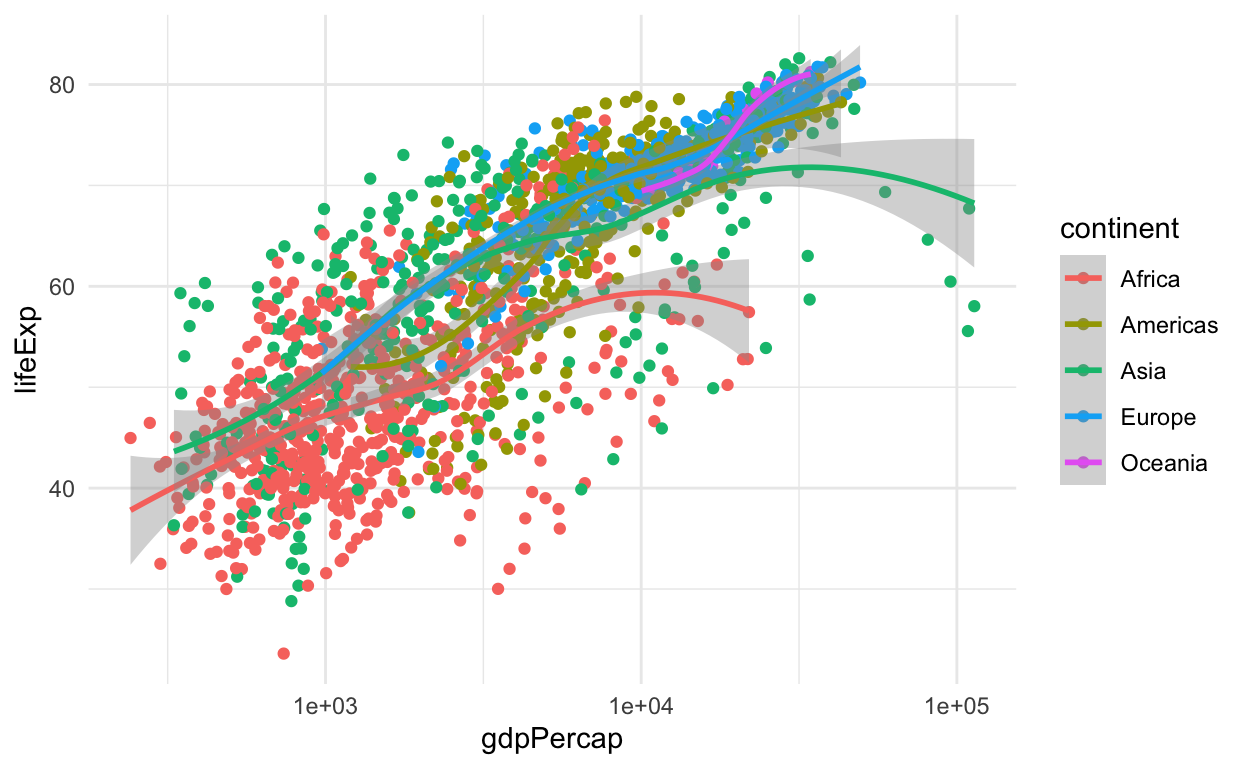 80
60
40
lifeExp
1e+03 1e+04 1e+05
gdpPercap
continent
Africa
Americas
Asia
Europe
Oceania